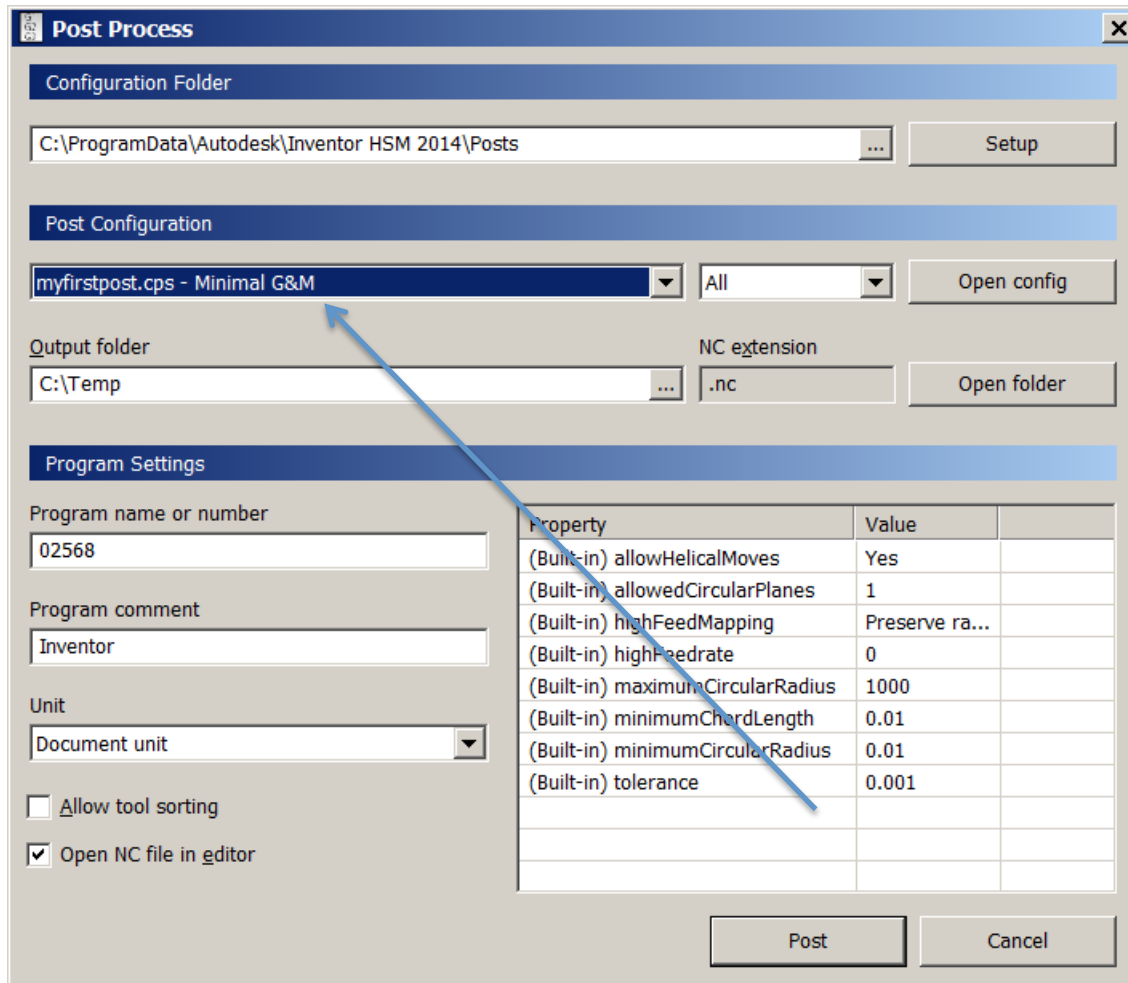 Post Process
Configuration Folder
C:\ProgramData\Autodesk\Inventor HSM 2014\Posts
...
Setup
Post Configuration
myfirstpost.cps - Minimal G&M
All
Open config
Output folder
NC extension
C:\Temp
...
.nc
Open folder
Program Settings
Program name or number
02568
Program comment
Inventor
Unit
Document unit
Allow tool sorting
Open NC file in editor
Property Value
(Built-in) allowHelicalMoves Yes
(Built-in) allowedCircularPlanes 1
(Built-in) highFeedMapping Preserve ra...
(Built-in) highFeedrate 0
(Built-in) maximumCircularRadius 1000
(Built-in) minimumChordLength 0.01
(Built-in) minimumCircularRadius 0.01
(Built-in) tolerance 0.001
Post
Cancel